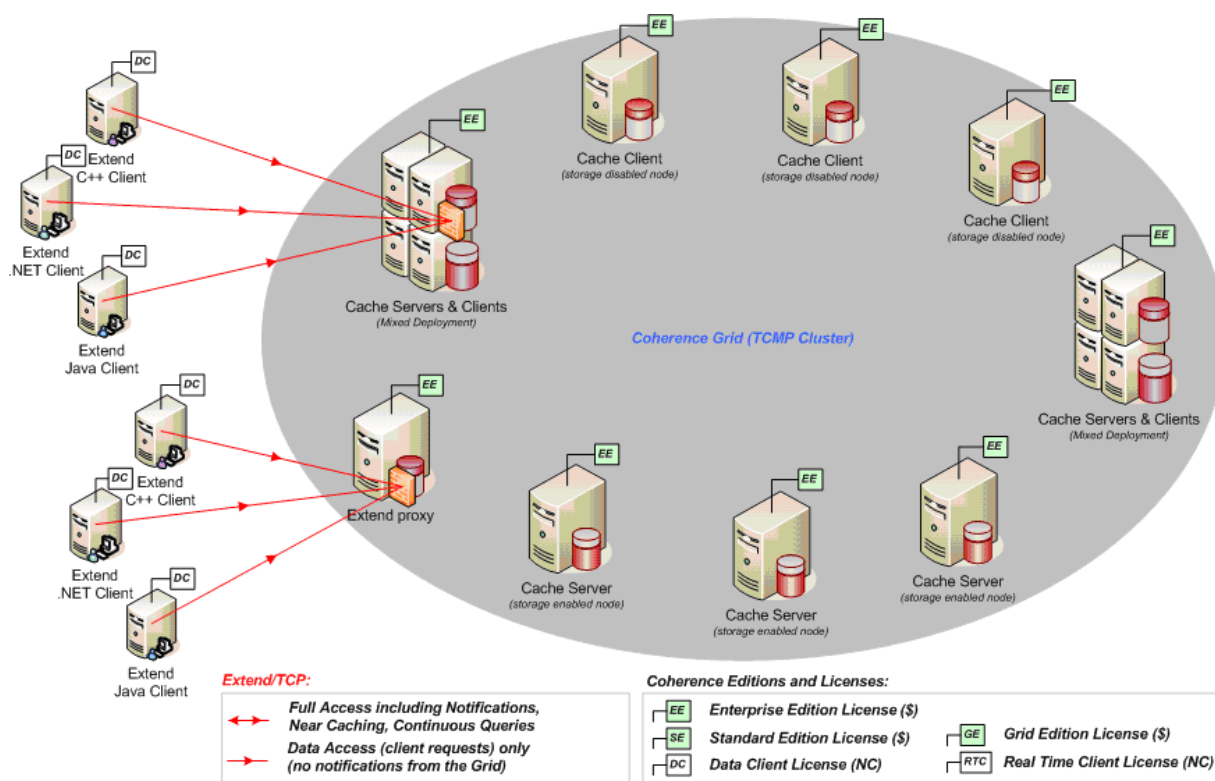 EE
EE
DC
EE
Extend
C++ Client
DC
EE
Cache Client
(storage disabled node)
Cache Client
(storage disabled node)
Cache Client
(storage disabled node)
Extend
.NET Client
DC
EE
Cache Servers & Clients
(Mixed Deployment)
Coherence Grid (TCMP Cluster)
Extend
Java Client
DC
EE
Cache Servers & Clients
(Mixed Deployment)
Extend
C++ Client
DC
Extend proxy
EE
EE
EE
Extend
.NET Client
DC
Cache Server
(storage enabled node)
Cache Server
(storage enabled node)
Cache Server
(storage enabled node)
Extend
Java Client
Extend/TCP:
Full Access including Notifications,
Near Caching, Continuous Queries
Data Access (client requests) only
(no notifications from the Grid)
Coherence Editions and Licenses:
EE Enterprise Edition License ($)
SE Standard Edition License ($)
DC Data Client License (NC)
GE Grid Edition License ($)
RTC Real Time Client License (NC)